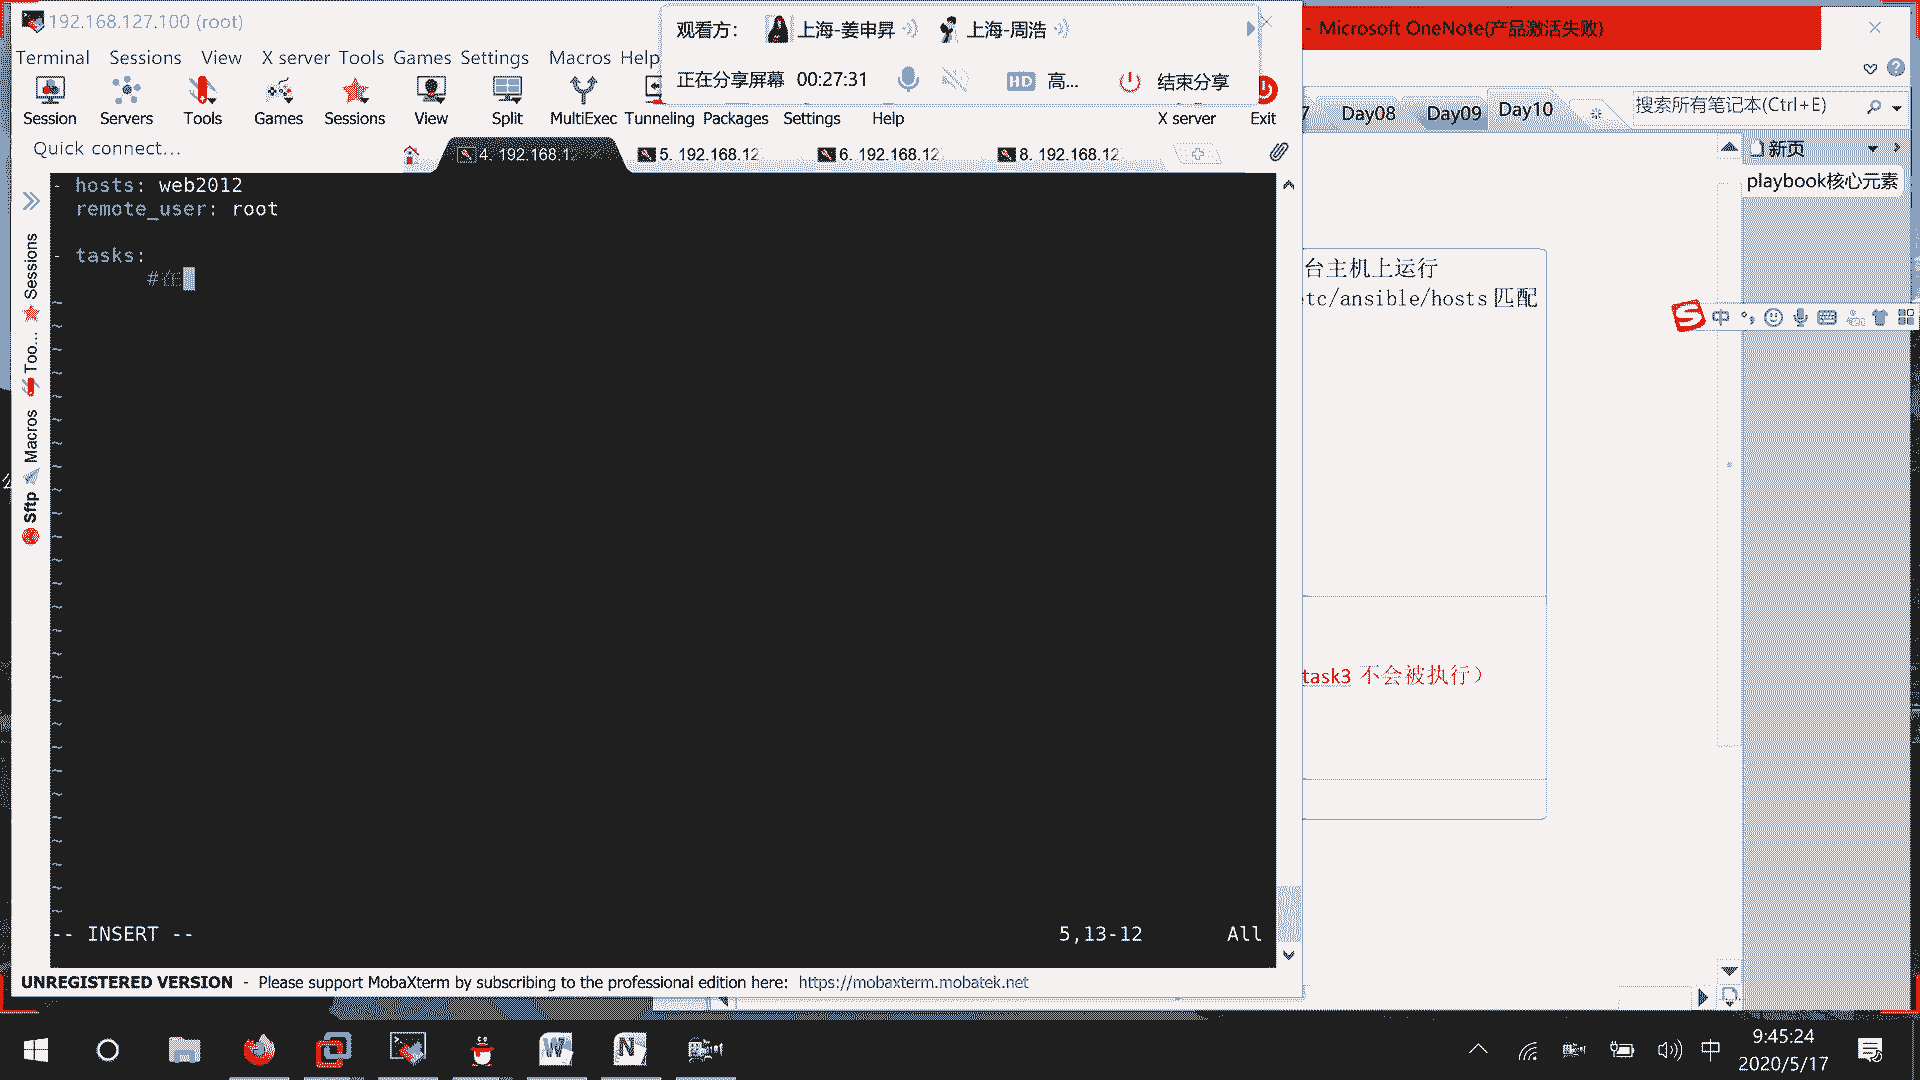 192.168.127.100 (root)
观看方： 上海-姜申昇 上海-周浩
- Microsoft OneNote(产品激活失败)
Terminal Sessions View X server Tools Games Settings Macros Help
正在分享屏幕 00:27:31 HD 高... 结束分享
Session Servers Tools Games Sessions View Split MultiExec Tunneling Packages Settings Help X server Exit
7 Day08 Day09 Day10 搜索所有笔记本(Ctrl+E)
Quick connect...
4. 192.168.1 5. 192.168.12 6. 192.168.12 8. 192.168.12
新页
playbook核心元素
- hosts: web2012
remote_user: root
- tasks:
#在
台主机上运行
etc/ansible/hosts 匹配
中
task3 不会被执行）
Sessions
Too...
Macros
Sftp
-- INSERT -- 5,13-12 All
UNREGISTERED VERSION - Please support MobaXterm by subscribing to the professional edition here: https://mobaxterm.mobatek.net
中
9:45:24
2020/5/17